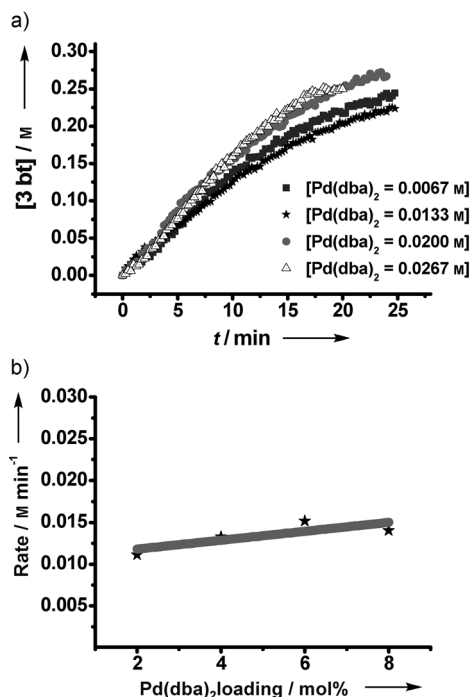 a)
[3 bt] / M
0.30
0.25
0.20
0.15
0.10
0.05
0.00
■ [Pd(dba)₂ = 0.0067 M]
★ [Pd(dba)₂ = 0.0133 M]
● [Pd(dba)₂ = 0.0200 M]
△ [Pd(dba)₂ = 0.0267 M]
0 5 10 15 20 25
t / min
b)
Rate / M min⁻¹
0.030
0.025
0.020
0.015
0.010
0.005
2 4 6 8
Pd(dba)₂loading / mol%